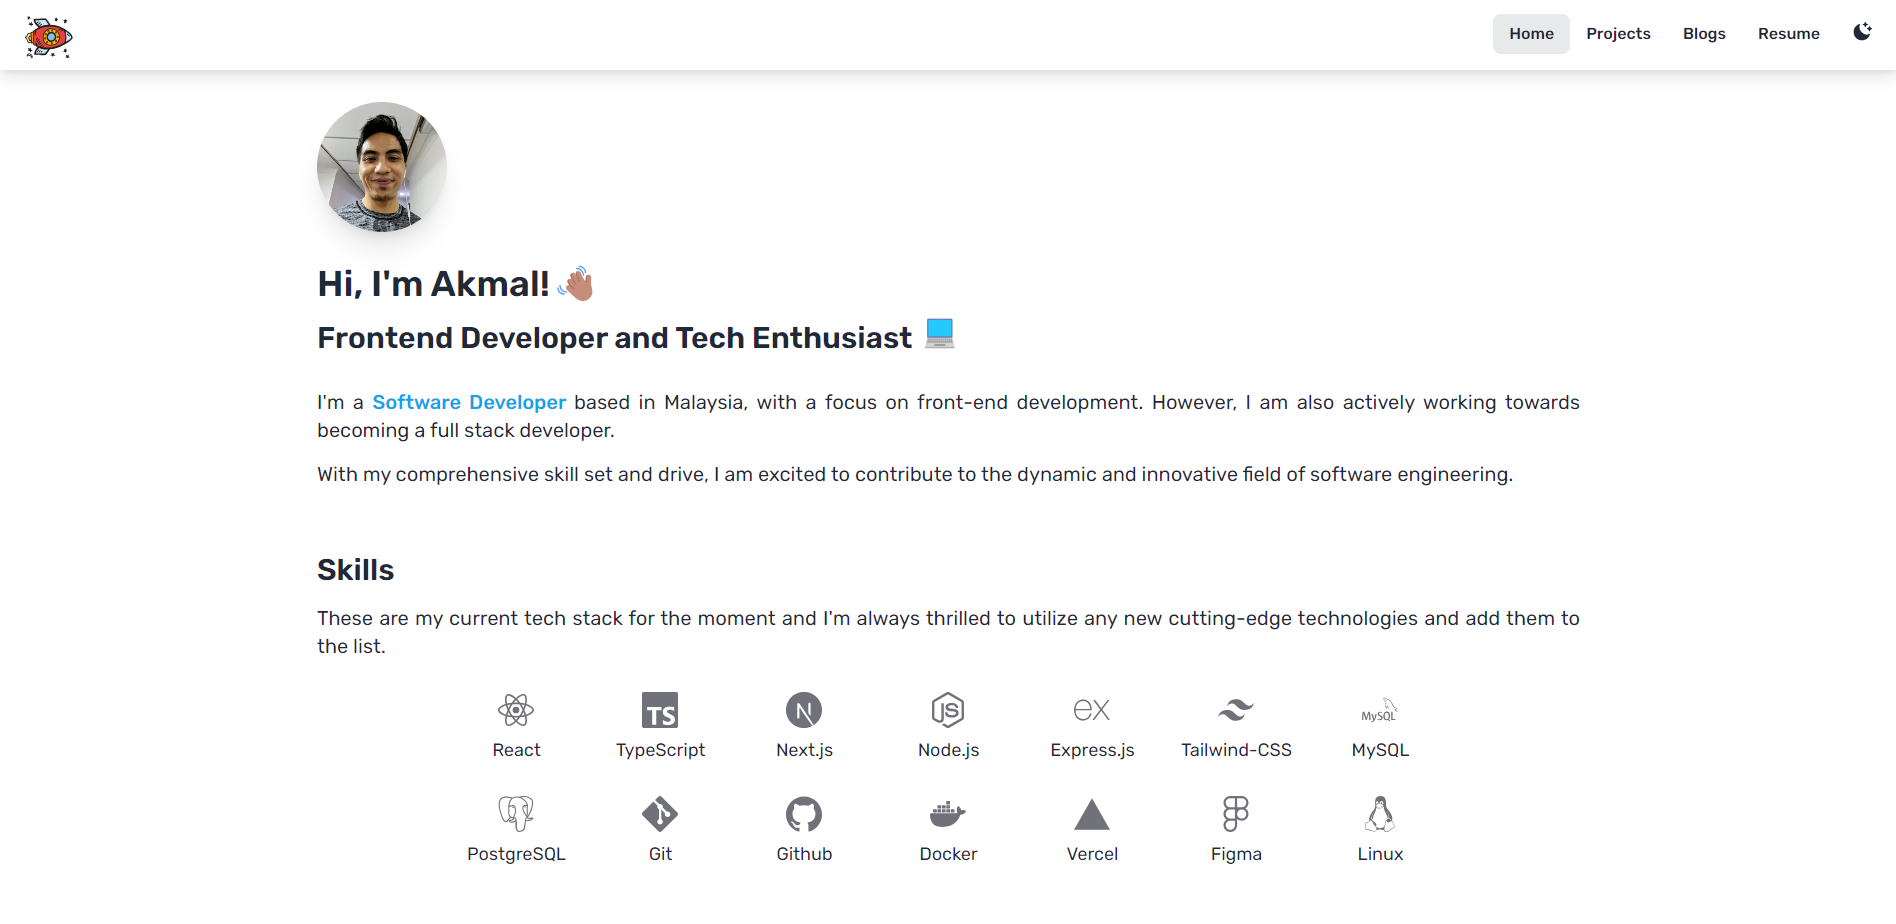 Home Projects Blogs Resume
Hi, I'm Akmal!
Frontend Developer and Tech Enthusiast
I'm a Software Developer based in Malaysia, with a focus on front-end development. However, I am also actively working towards
becoming a full stack developer.
With my comprehensive skill set and drive, I am excited to contribute to the dynamic and innovative field of software engineering.
Skills
These are my current tech stack for the moment and I'm always thrilled to utilize any new cutting-edge technologies and add them to
the list.
TS N JS ex MySQL
React TypeScript Next.js Node.js Express.js Tailwind-CSS MySQL
PostgreSQL Git Github Docker Vercel Figma Linux